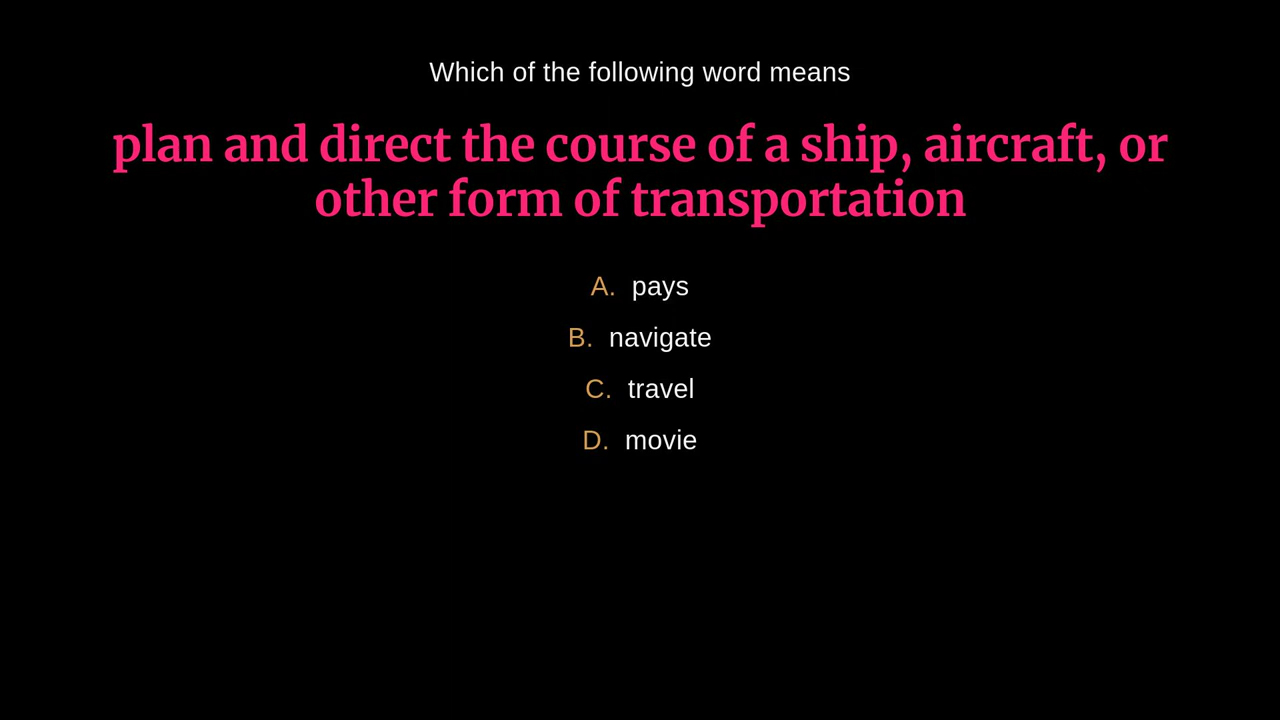 Which of the following word means
plan and direct the course of a ship, aircraft, or
other form of transportation
A. pays
B. navigate
C. travel
D. movie